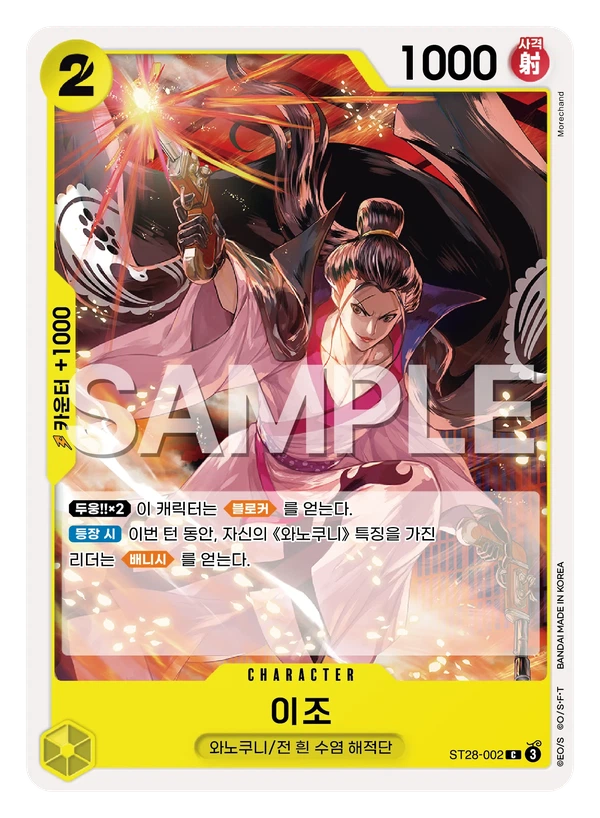 2
1000
사격
射
Morechand
카운터 +1000
SAMPLE
두웅!!×2 이 캐릭터는 블로커 를 얻는다.
등장 시 이번 턴 동안, 자신의 《와노쿠니》 특징을 가진
리더는 배니시 를 얻는다.
CHARACTER
이조
와노쿠니/전 흰 수염 해적단
ST28-002 C 3
©EO/S ©O/S·F·T BANDAI MADE IN KOREA